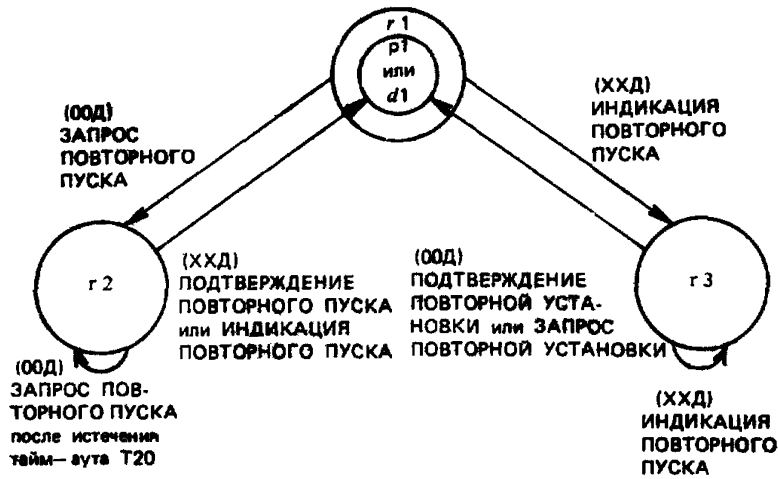 r 1
р1
или
d1
(ООД)
ЗАПРОС
ПОВТОРНОГО
ПУСКА
(ХХД)
ИНДИКАЦИЯ
ПОВТОРНОГО
ПУСКА
r 2
(ХХД)
ПОДТВЕРЖДЕНИЕ
ПОВТОРНОГО ПУСКА
или ИНДИКАЦИЯ
ПОВТОРНОГО ПУСКА
(ООД)
ПОДТВЕРЖДЕНИЕ
ПОВТОРНОЙ УСТА-
НОВКИ или ЗАПРОС
ПОВТОРНОЙ УСТАНОВКИ
r 3
(ООД)
ЗАПРОС ПОВ-
ТОРНОГО ПУСКА
после истечения
тайм-аута Т20
(ХХД)
ИНДИКАЦИЯ
ПОВТОРНОГО
ПУСКА